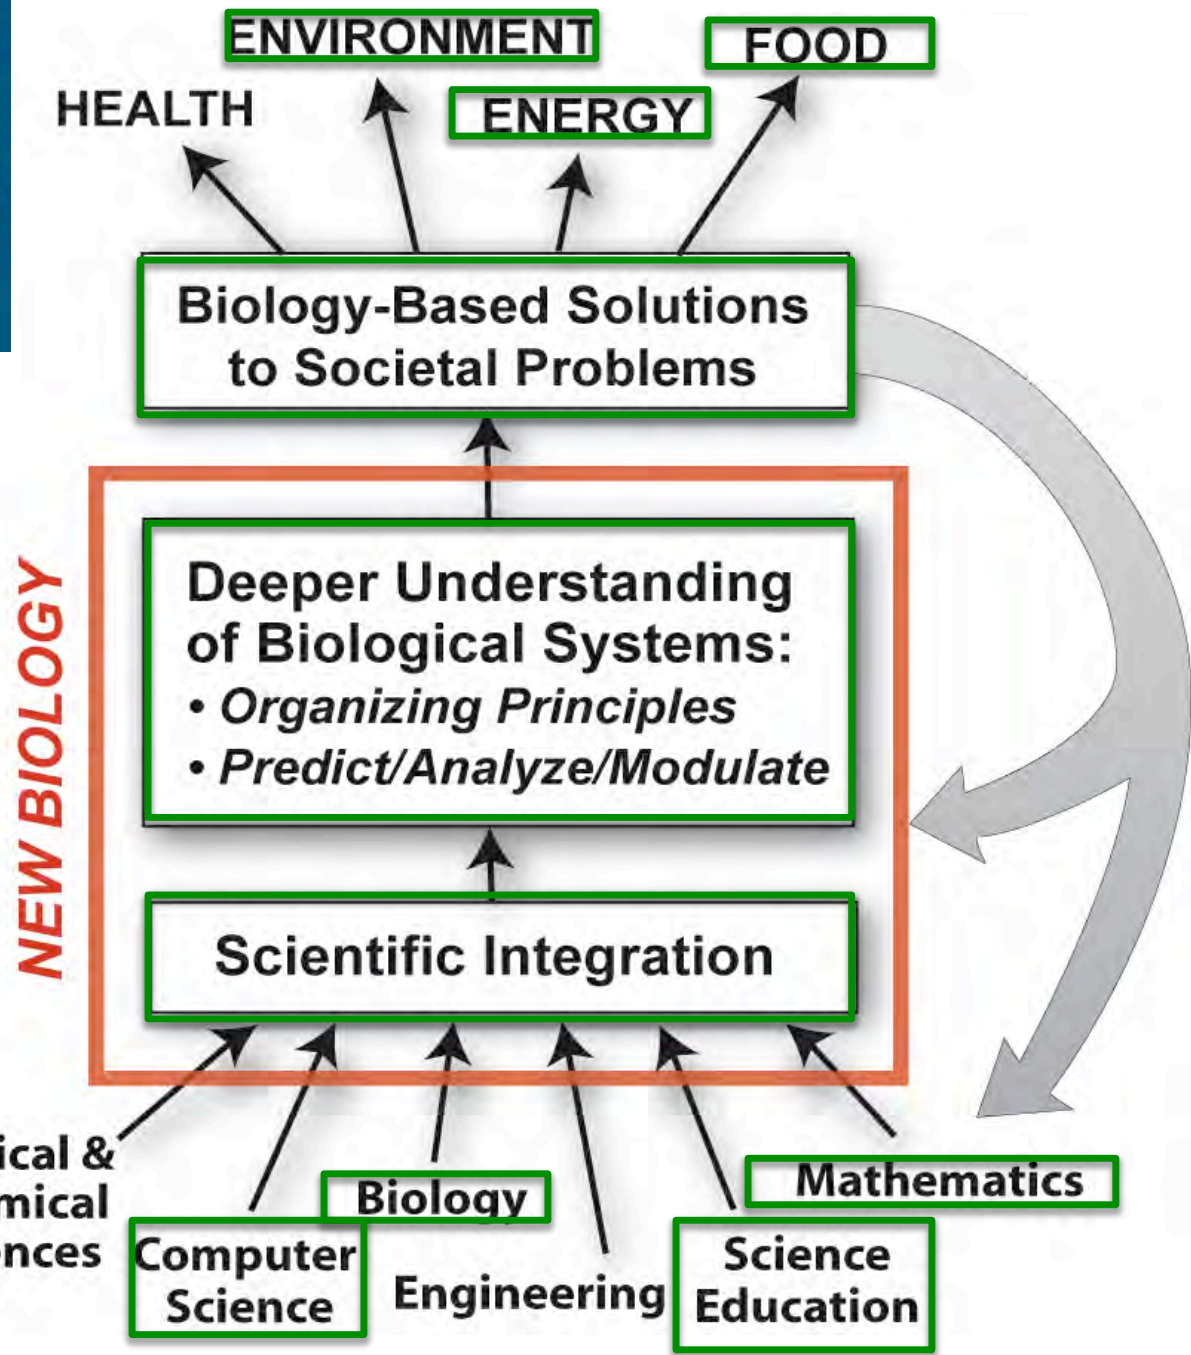 ENVIRONMENT
FOOD
HEALTH
ENERGY
Biology-Based Solutions
to Societal Problems
NEW BIOLOGY
Deeper Understanding
of Biological Systems:
• Organizing Principles
• Predict/Analyze/Modulate
Scientific Integration
&
Biology
Mathematics
Computer
Science
Engineering
Science
Education